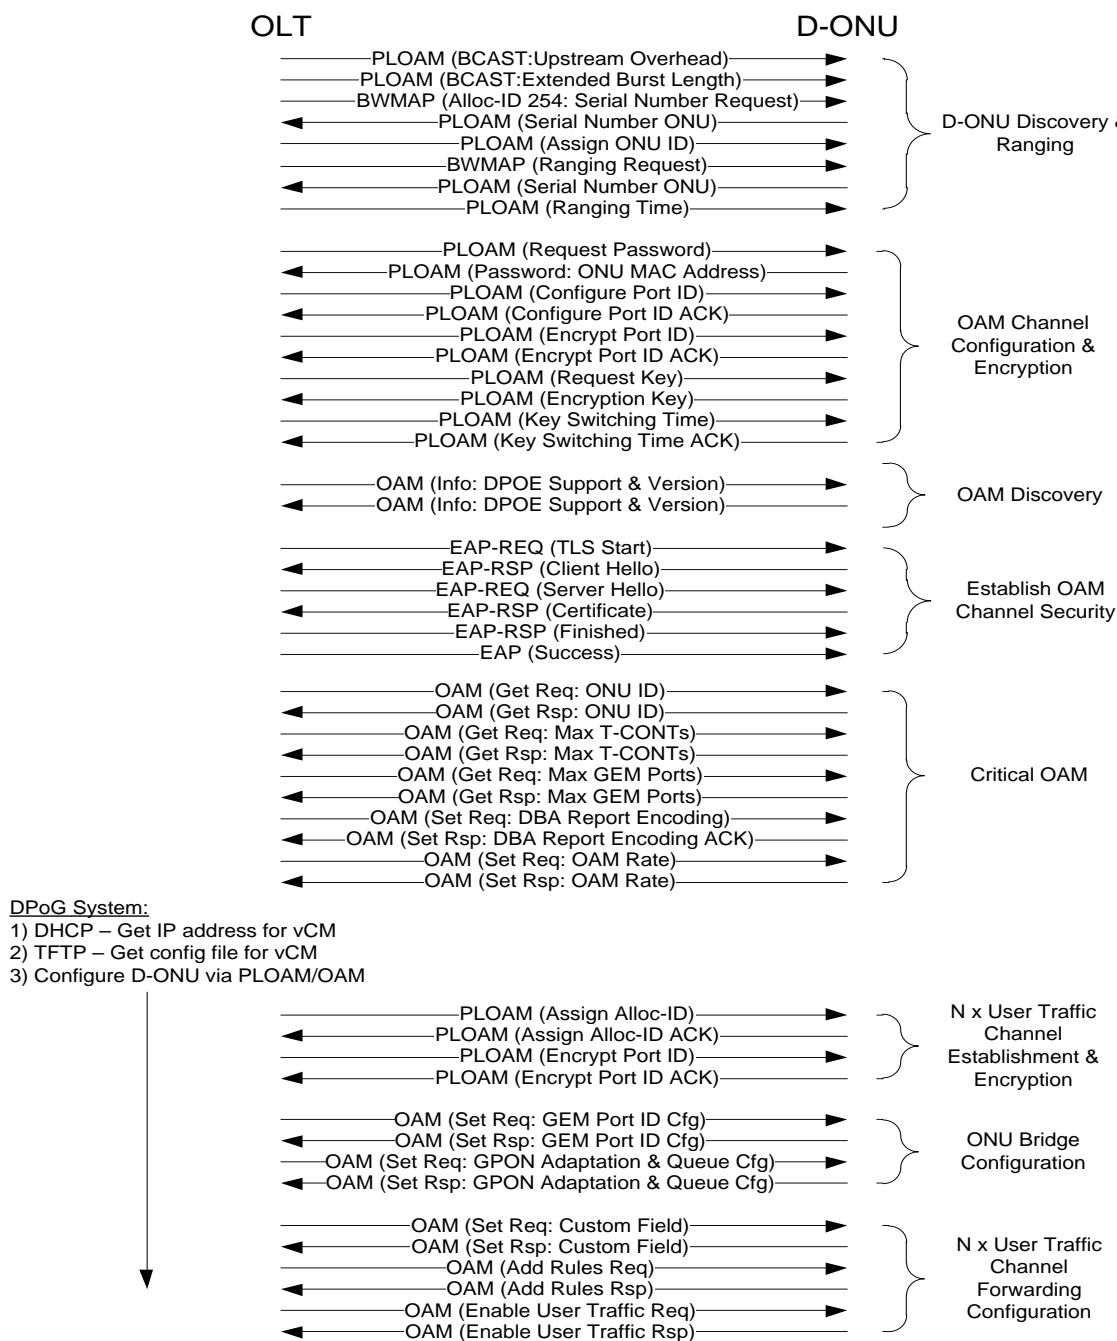 OLT
D-ONU
PLOAM (BCAST:Upstream Overhead)
PLOAM (BCAST:Extended Burst Length)
BWMAP (Alloc-ID 254: Serial Number Request)
PLOAM (Serial Number ONU)
PLOAM (Assign ONU ID)
BWMAP (Ranging Request)
PLOAM (Serial Number ONU)
PLOAM (Ranging Time)
D-ONU Discovery &
Ranging
PLOAM (Request Password)
PLOAM (Password: ONU MAC Address)
PLOAM (Configure Port ID)
PLOAM (Configure Port ID ACK)
PLOAM (Encrypt Port ID)
PLOAM (Encrypt Port ID ACK)
PLOAM (Request Key)
PLOAM (Encryption Key)
PLOAM (Key Switching Time)
PLOAM (Key Switching Time ACK)
OAM Channel
Configuration &
Encryption
OAM (Info: DPOE Support & Version)
OAM (Info: DPOE Support & Version)
OAM Discovery
EAP-REQ (TLS Start)
EAP-RSP (Client Hello)
EAP-REQ (Server Hello)
EAP-RSP (Certificate)
EAP-RSP (Finished)
EAP (Success)
Establish OAM
Channel Security
OAM (Get Req: ONU ID)
OAM (Get Rsp: ONU ID)
OAM (Get Req: Max T-CONTs)
OAM (Get Rsp: Max T-CONTs)
OAM (Get Req: Max GEM Ports)
OAM (Get Rsp: Max GEM Ports)
OAM (Set Req: DBA Report Encoding)
OAM (Set Rsp: DBA Report Encoding ACK)
OAM (Set Req: OAM Rate)
OAM (Set Rsp: OAM Rate)
Critical OAM
DPoG System:
1) DHCP – Get IP address for vCM
2) TFTP – Get config file for vCM
3) Configure D-ONU via PLOAM/OAM
PLOAM (Assign Alloc-ID)
PLOAM (Assign Alloc-ID ACK)
PLOAM (Encrypt Port ID)
PLOAM (Encrypt Port ID ACK)
N x User Traffic
Channel
Establishment &
Encryption
OAM (Set Req: GEM Port ID Cfg)
OAM (Set Rsp: GEM Port ID Cfg)
OAM (Set Req: GPON Adaptation & Queue Cfg)
OAM (Set Rsp: GPON Adaptation & Queue Cfg)
ONU Bridge
Configuration
OAM (Set Req: Custom Field)
OAM (Set Rsp: Custom Field)
OAM (Add Rules Req)
OAM (Add Rules Rsp)
OAM (Enable User Traffic Req)
OAM (Enable User Traffic Rsp)
N x User Traffic
Channel
Forwarding
Configuration